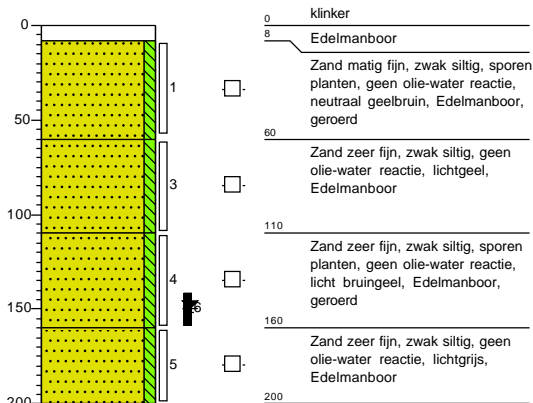 0
klinker
0
8
Edelmanboor
Zand matig fijn, zwak siltig, sporen
planten, geen olie-water reactie,
neutraal geelbruin, Edelmanboor,
geroerd
1
50
60
Zand zeer fijn, zwak siltig, geen
olie-water reactie, lichtgeel,
Edelmanboor
3
100
110
Zand zeer fijn, zwak siltig, sporen
planten, geen olie-water reactie,
licht bruingeel, Edelmanboor,
geroerd
4
150
160
Zand zeer fijn, zwak siltig, geen
olie-water reactie, lichtgrijs,
Edelmanboor
5
200
200